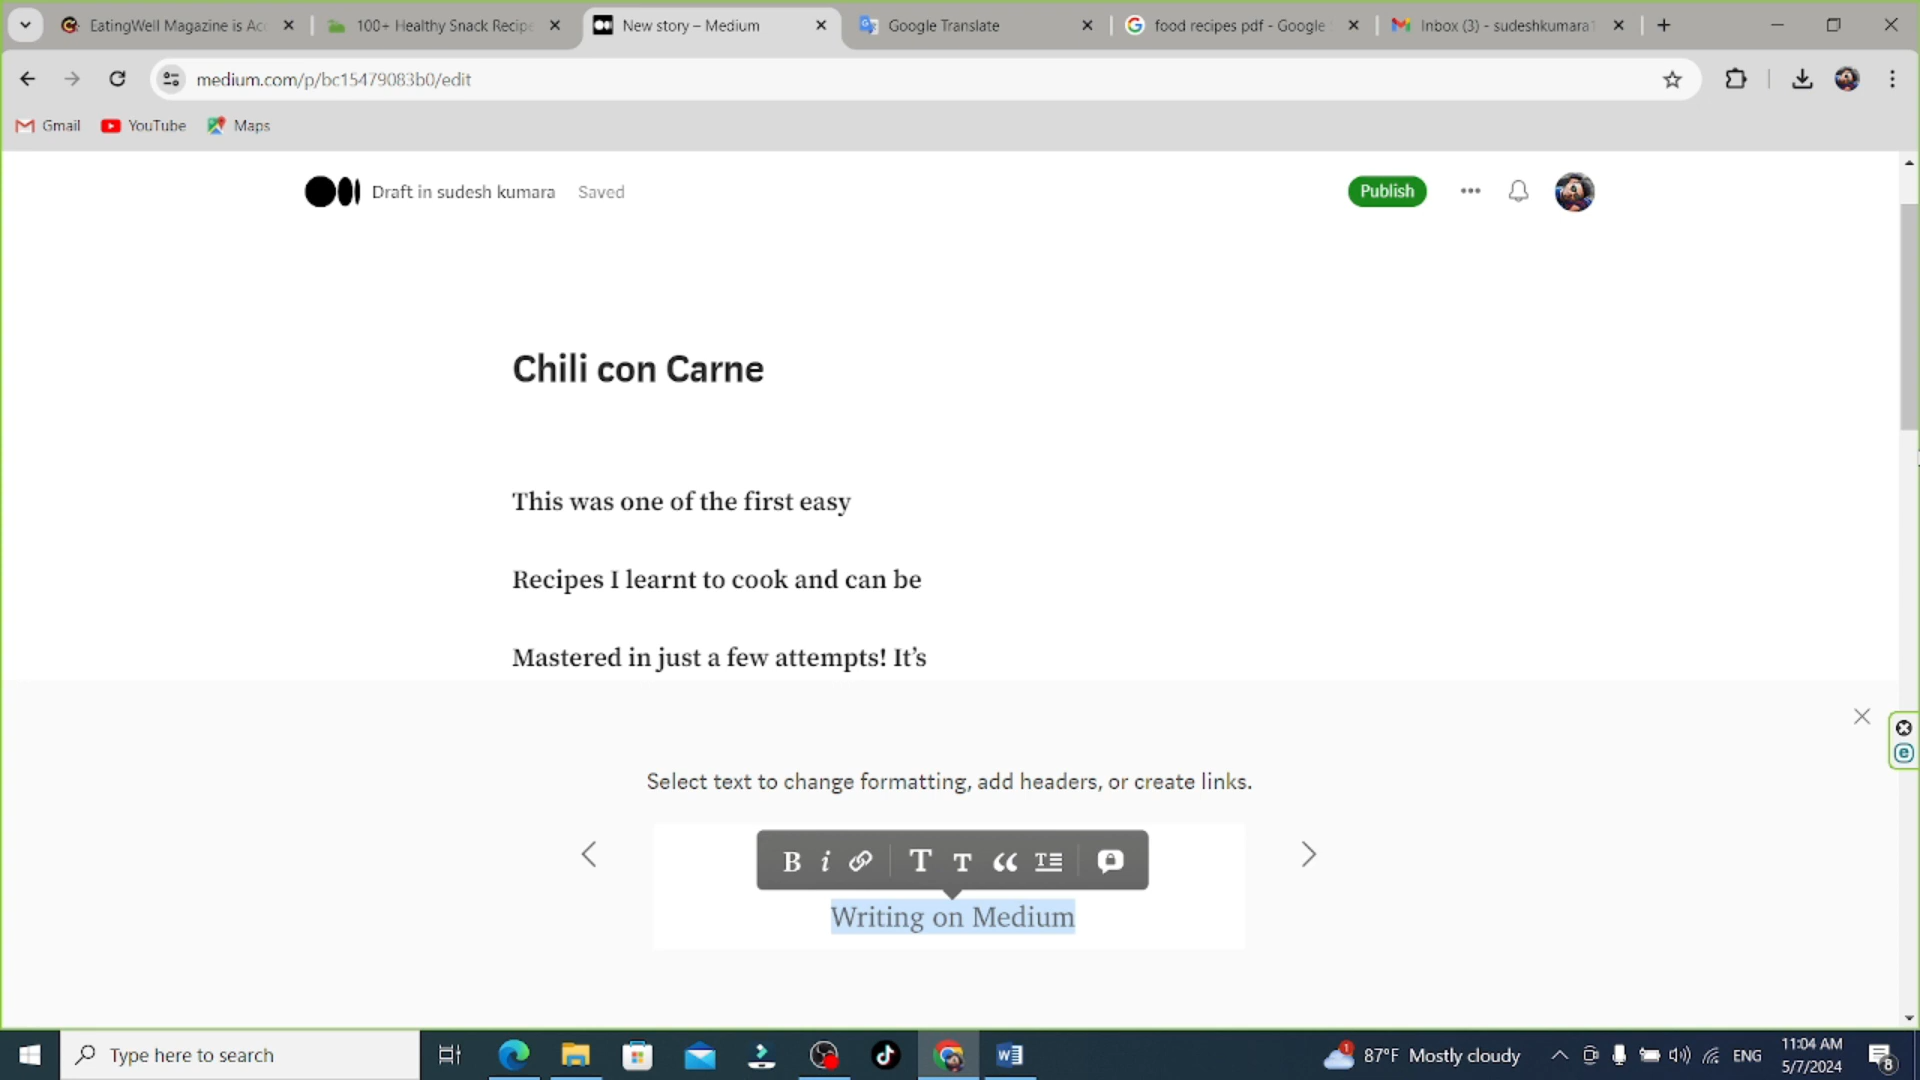 EatingWell Magazine is Acc
100+ Healthy Snack Recipe
New story – Medium
Google Translate
food recipes pdf - Google
Inbox (3) - sudeshkumara1
medium.com/p/bc15479083b0/edit
Gmail
YouTube
Maps
Draft in sudesh kumara
Saved
Publish
Chili con Carne
This was one of the first easy
Recipes I learnt to cook and can be
Mastered in just a few attempts! It’s
Select text to change formatting, add headers, or create links.
B i T T “ T
Writing on Medium
Type here to search
87°F Mostly cloudy
ENG
11:04 AM
5/7/2024
8